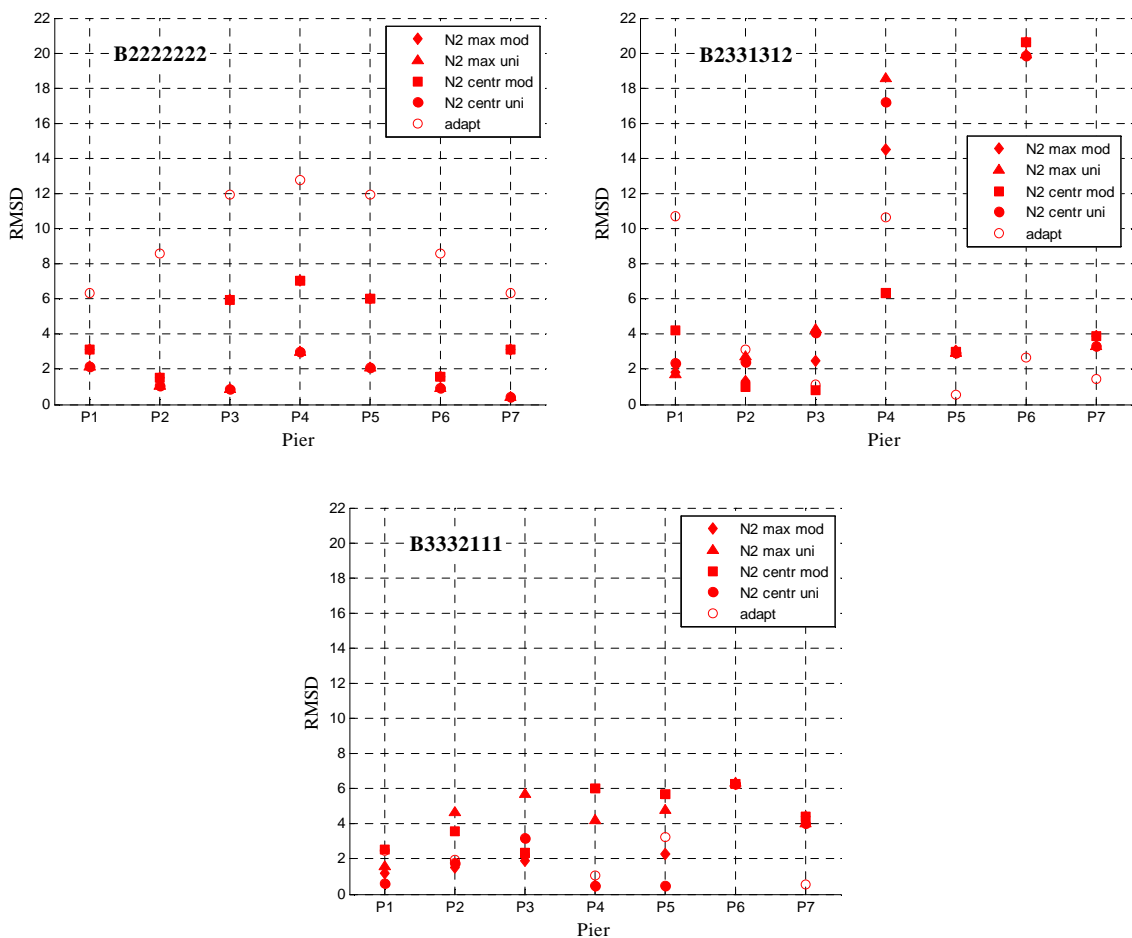 B2222222
N2 max mod
N2 max uni
N2 centr mod
N2 centr uni
adapt
22
20
18
16
14
12
10
8
6
4
2
0
RMSD
P1 P2 P3 P4 P5 P6 P7
Pier
B2331312
N2 max mod
N2 max uni
N2 centr mod
N2 centr uni
adapt
22
20
18
16
14
12
10
8
6
4
2
0
RMSD
P1 P2 P3 P4 P5 P6 P7
Pier
B3332111
N2 max mod
N2 max uni
N2 centr mod
N2 centr uni
adapt
22
20
18
16
14
12
10
8
6
4
2
0
RMSD
P1 P2 P3 P4 P5 P6 P7
Pier